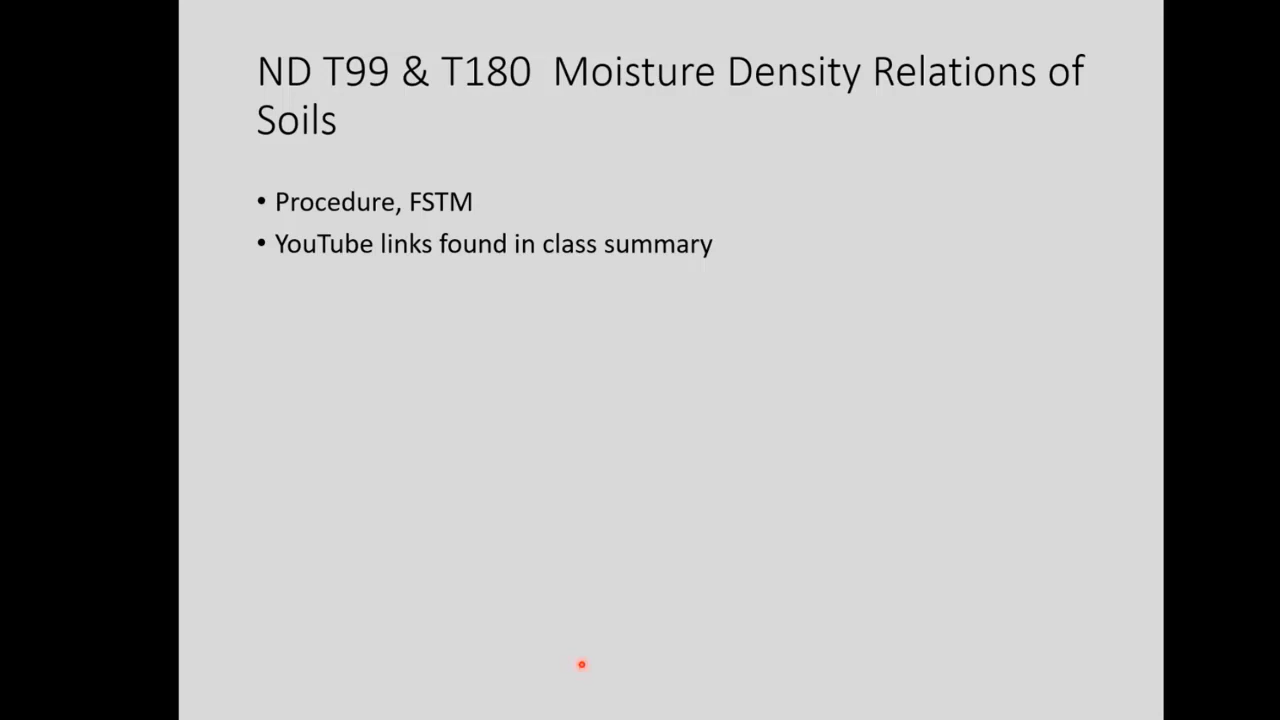 ND T99 & T180  Moisture Density Relations of
Soils
• Procedure, FSTM
• YouTube links found in class summary